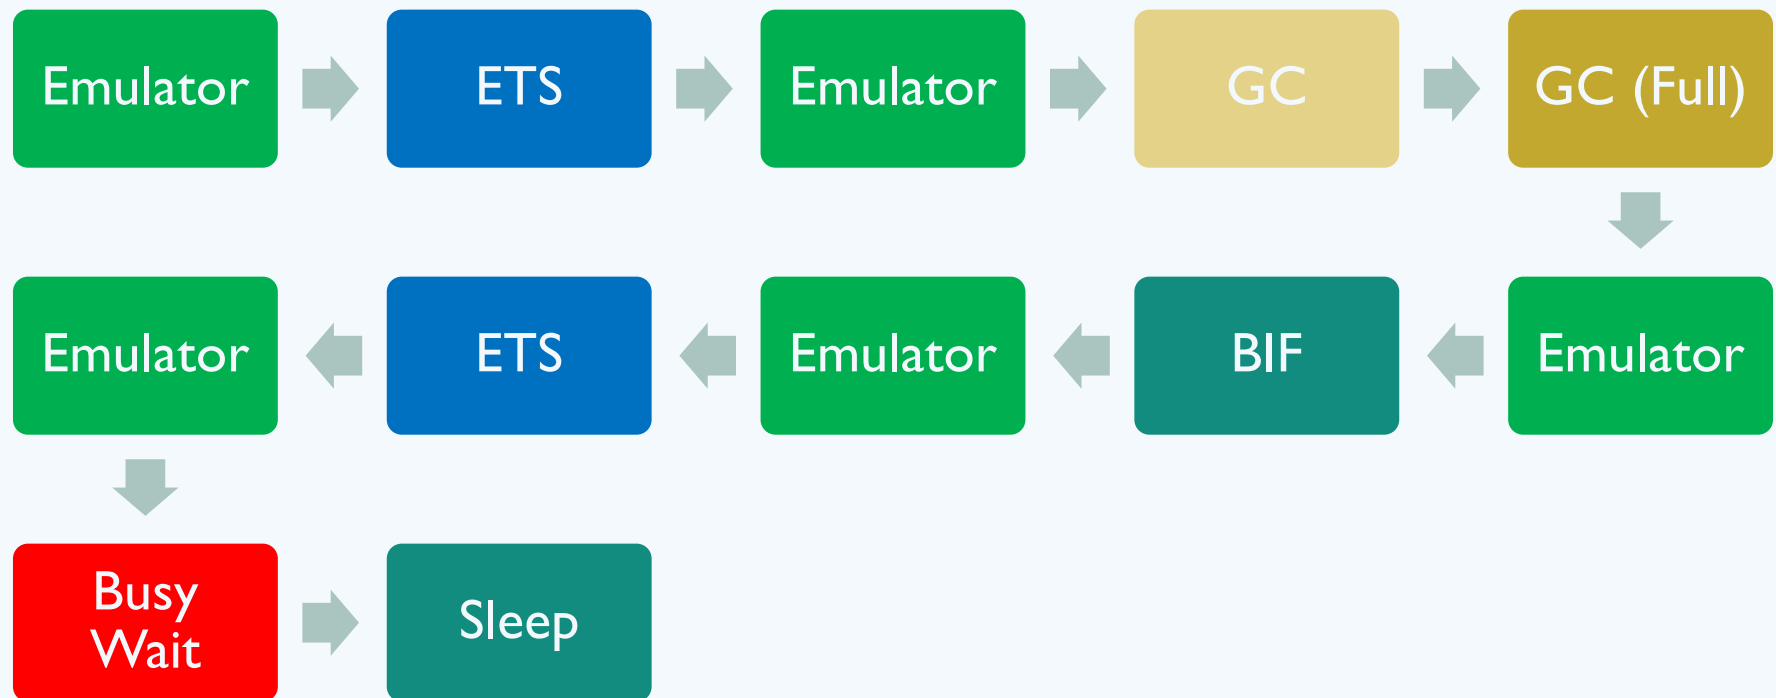 Emulator
ETS
Emulator
GC
GC (Full)
Emulator
BIF
Emulator
ETS
Emulator
Busy
Wait
Sleep